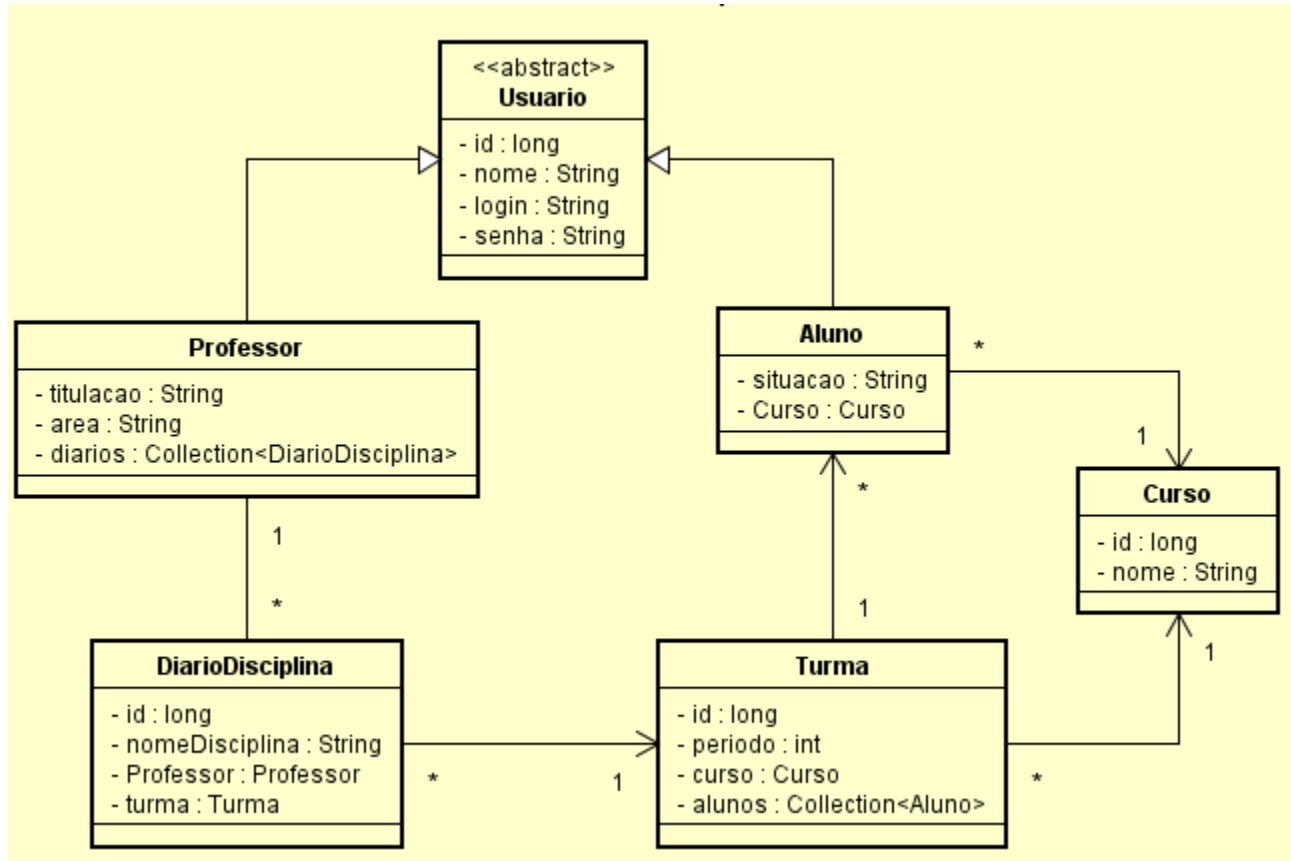 <<abstract>>
Usuario
- id : long
- nome : String
- login : String
- senha : String
Professor
- titulacao : String
- area : String
- diarios : Collection<DiarioDisciplina>
Aluno
- situacao : String
- Curso : Curso
*
1
Curso
- id : long
- nome : String
1
*
*
1
1
DiarioDisciplina
- id : long
- nomeDisciplina : String
- Professor : Professor
- turma : Turma
*
1
Turma
- id : long
- periodo : int
- curso : Curso
- alunos : Collection<Aluno>
*